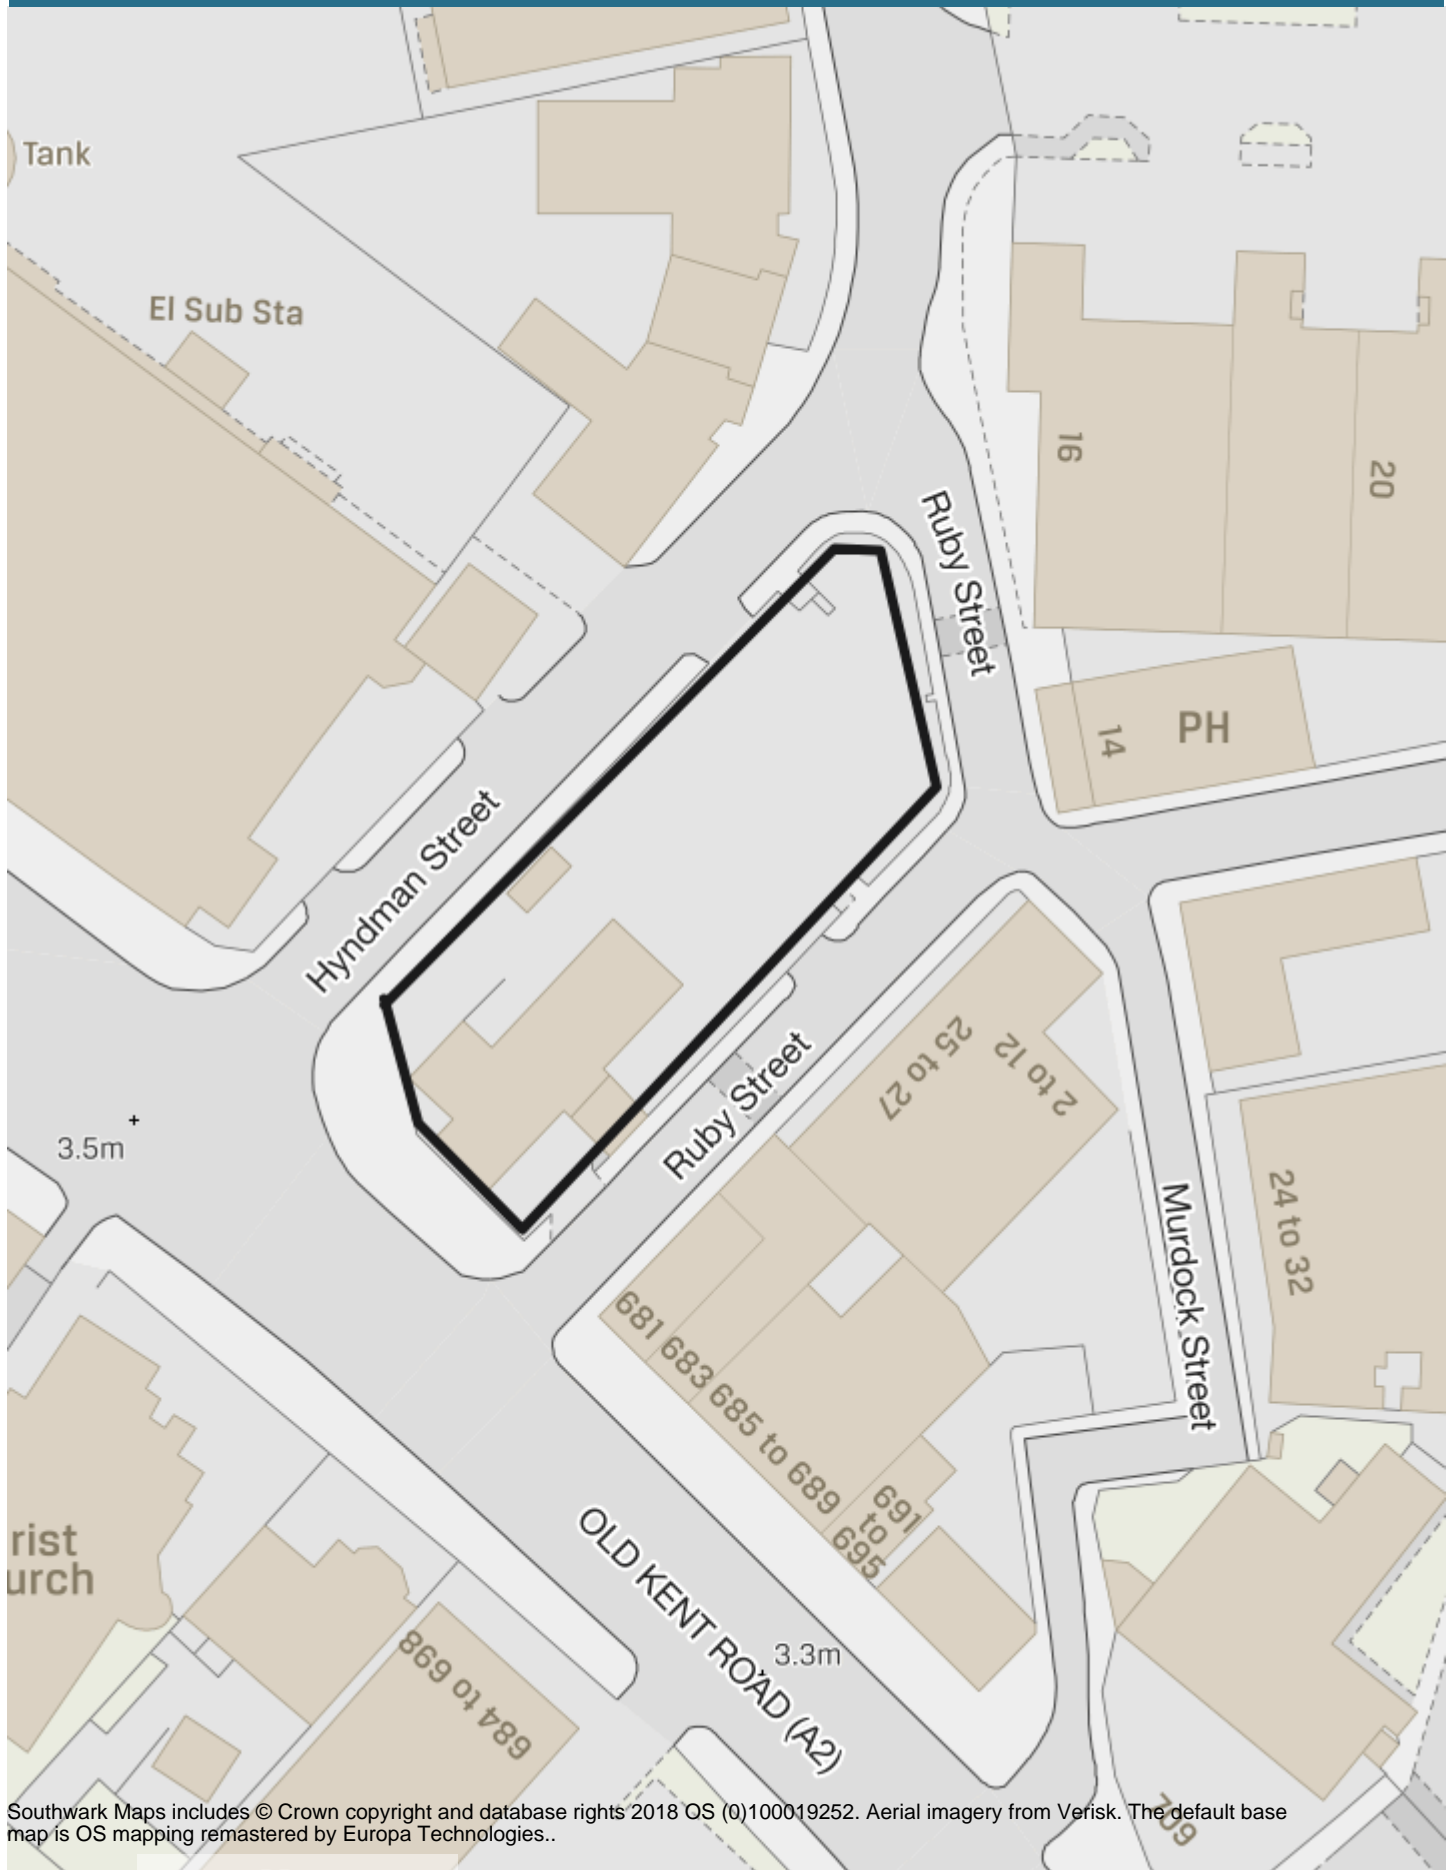 Tank
El Sub Sta
16
20
Ruby Street
14
PH
Hyndman Street
25 to 27
2 to 12
Ruby Street
3.5m
24 to 32
Murdock Street
681
683
685 to 689
691
to
695
rist
urch
OLD KENT ROAD (A2)
3.3m
684 to 698
709
Southwark Maps includes © Crown copyright and database rights 2018 OS (0)100019252. Aerial imagery from Verisk. The default base
map is OS mapping remastered by Europa Technologies..